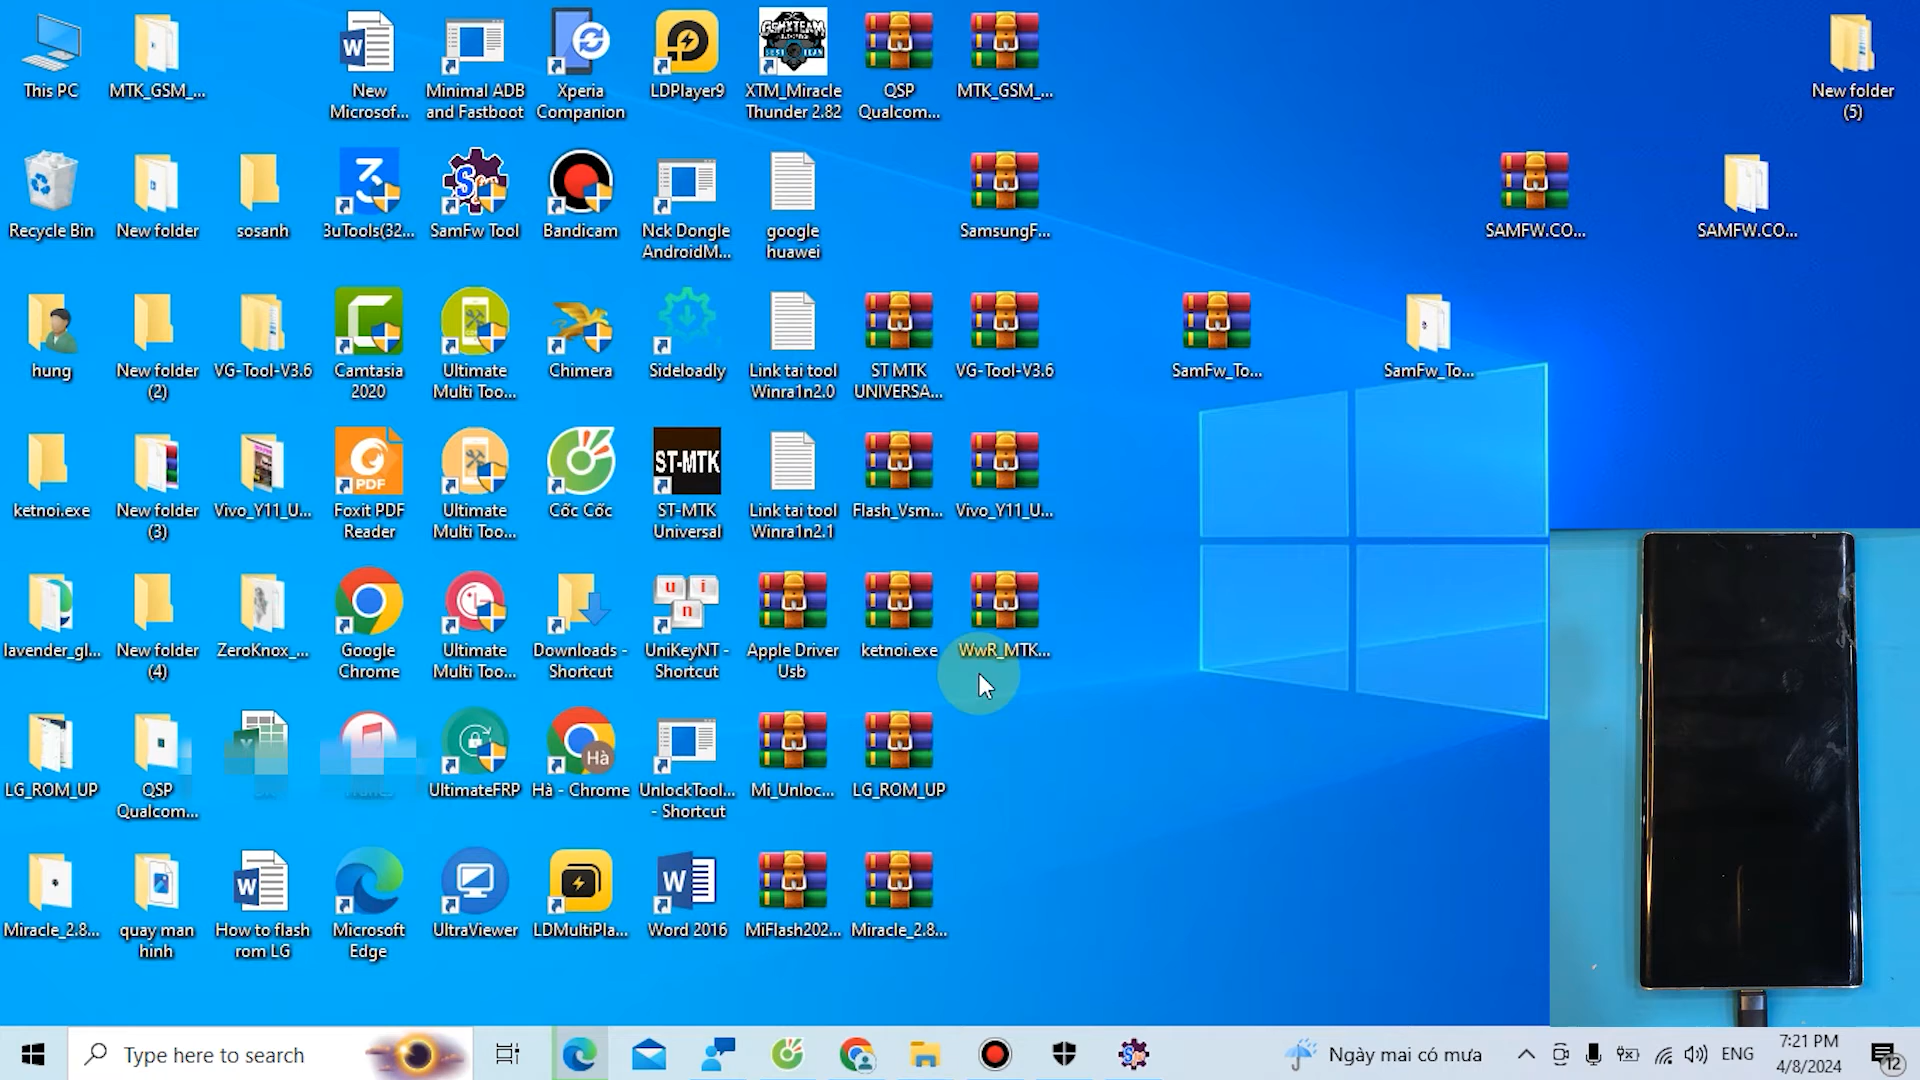 This PC
MTK_GSM_...
New
Microsof...
Minimal ADB
and Fastboot
Xperia
Companion
LDPlayer9
XTM_Miracle
Thunder 2.82
QSP
Qualcom...
MTK_GSM_...
New folder
(5)
Recycle Bin
New folder
sosanh
3uTools(32...
SamFw Tool
Bandicam
Nck Dongle
AndroidM...
google
huawei
SamsungF...
SAMFW.CO...
SAMFW.CO...
hung
New folder
(2)
VG-Tool-V3.6
Camtasia
2020
Ultimate
Multi Too...
Chimera
Sideloadly
Link tai tool
Winra1n2.0
ST MTK
UNIVERSA...
VG-Tool-V3.6
SamFw_To...
SamFw_To...
PDF
ST-MTK
ketnoi.exe
New folder
(3)
Vivo_Y11_U...
Foxit PDF
Reader
Ultimate
Multi Too...
Cốc Cốc
ST-MTK
Universal
Link tai tool
Winra1n2.1
Flash_Vsm...
Vivo_Y11_U...
u i
n
lavender_gl...
New folder
(4)
ZeroKnox_...
Google
Chrome
Ultimate
Multi Too...
Downloads -
Shortcut
UniKeyNT -
Shortcut
Apple Driver
Usb
ketnoi.exe
WwR_MTK...
Hà
LG_ROM_UP
QSP
Qualcom...
UltimateFRP
Hà - Chrome
UnlockTool...
- Shortcut
Mi_Unloc...
LG_ROM_UP
Miracle_2.8...
quay man
hinh
How to flash
rom LG
Microsoft
Edge
UltraViewer
LDMultiPla...
Word 2016
MiFlash202...
Miracle_2.8...
Type here to search
Ngày mai có mưa
ENG
7:21 PM
4/8/2024
12